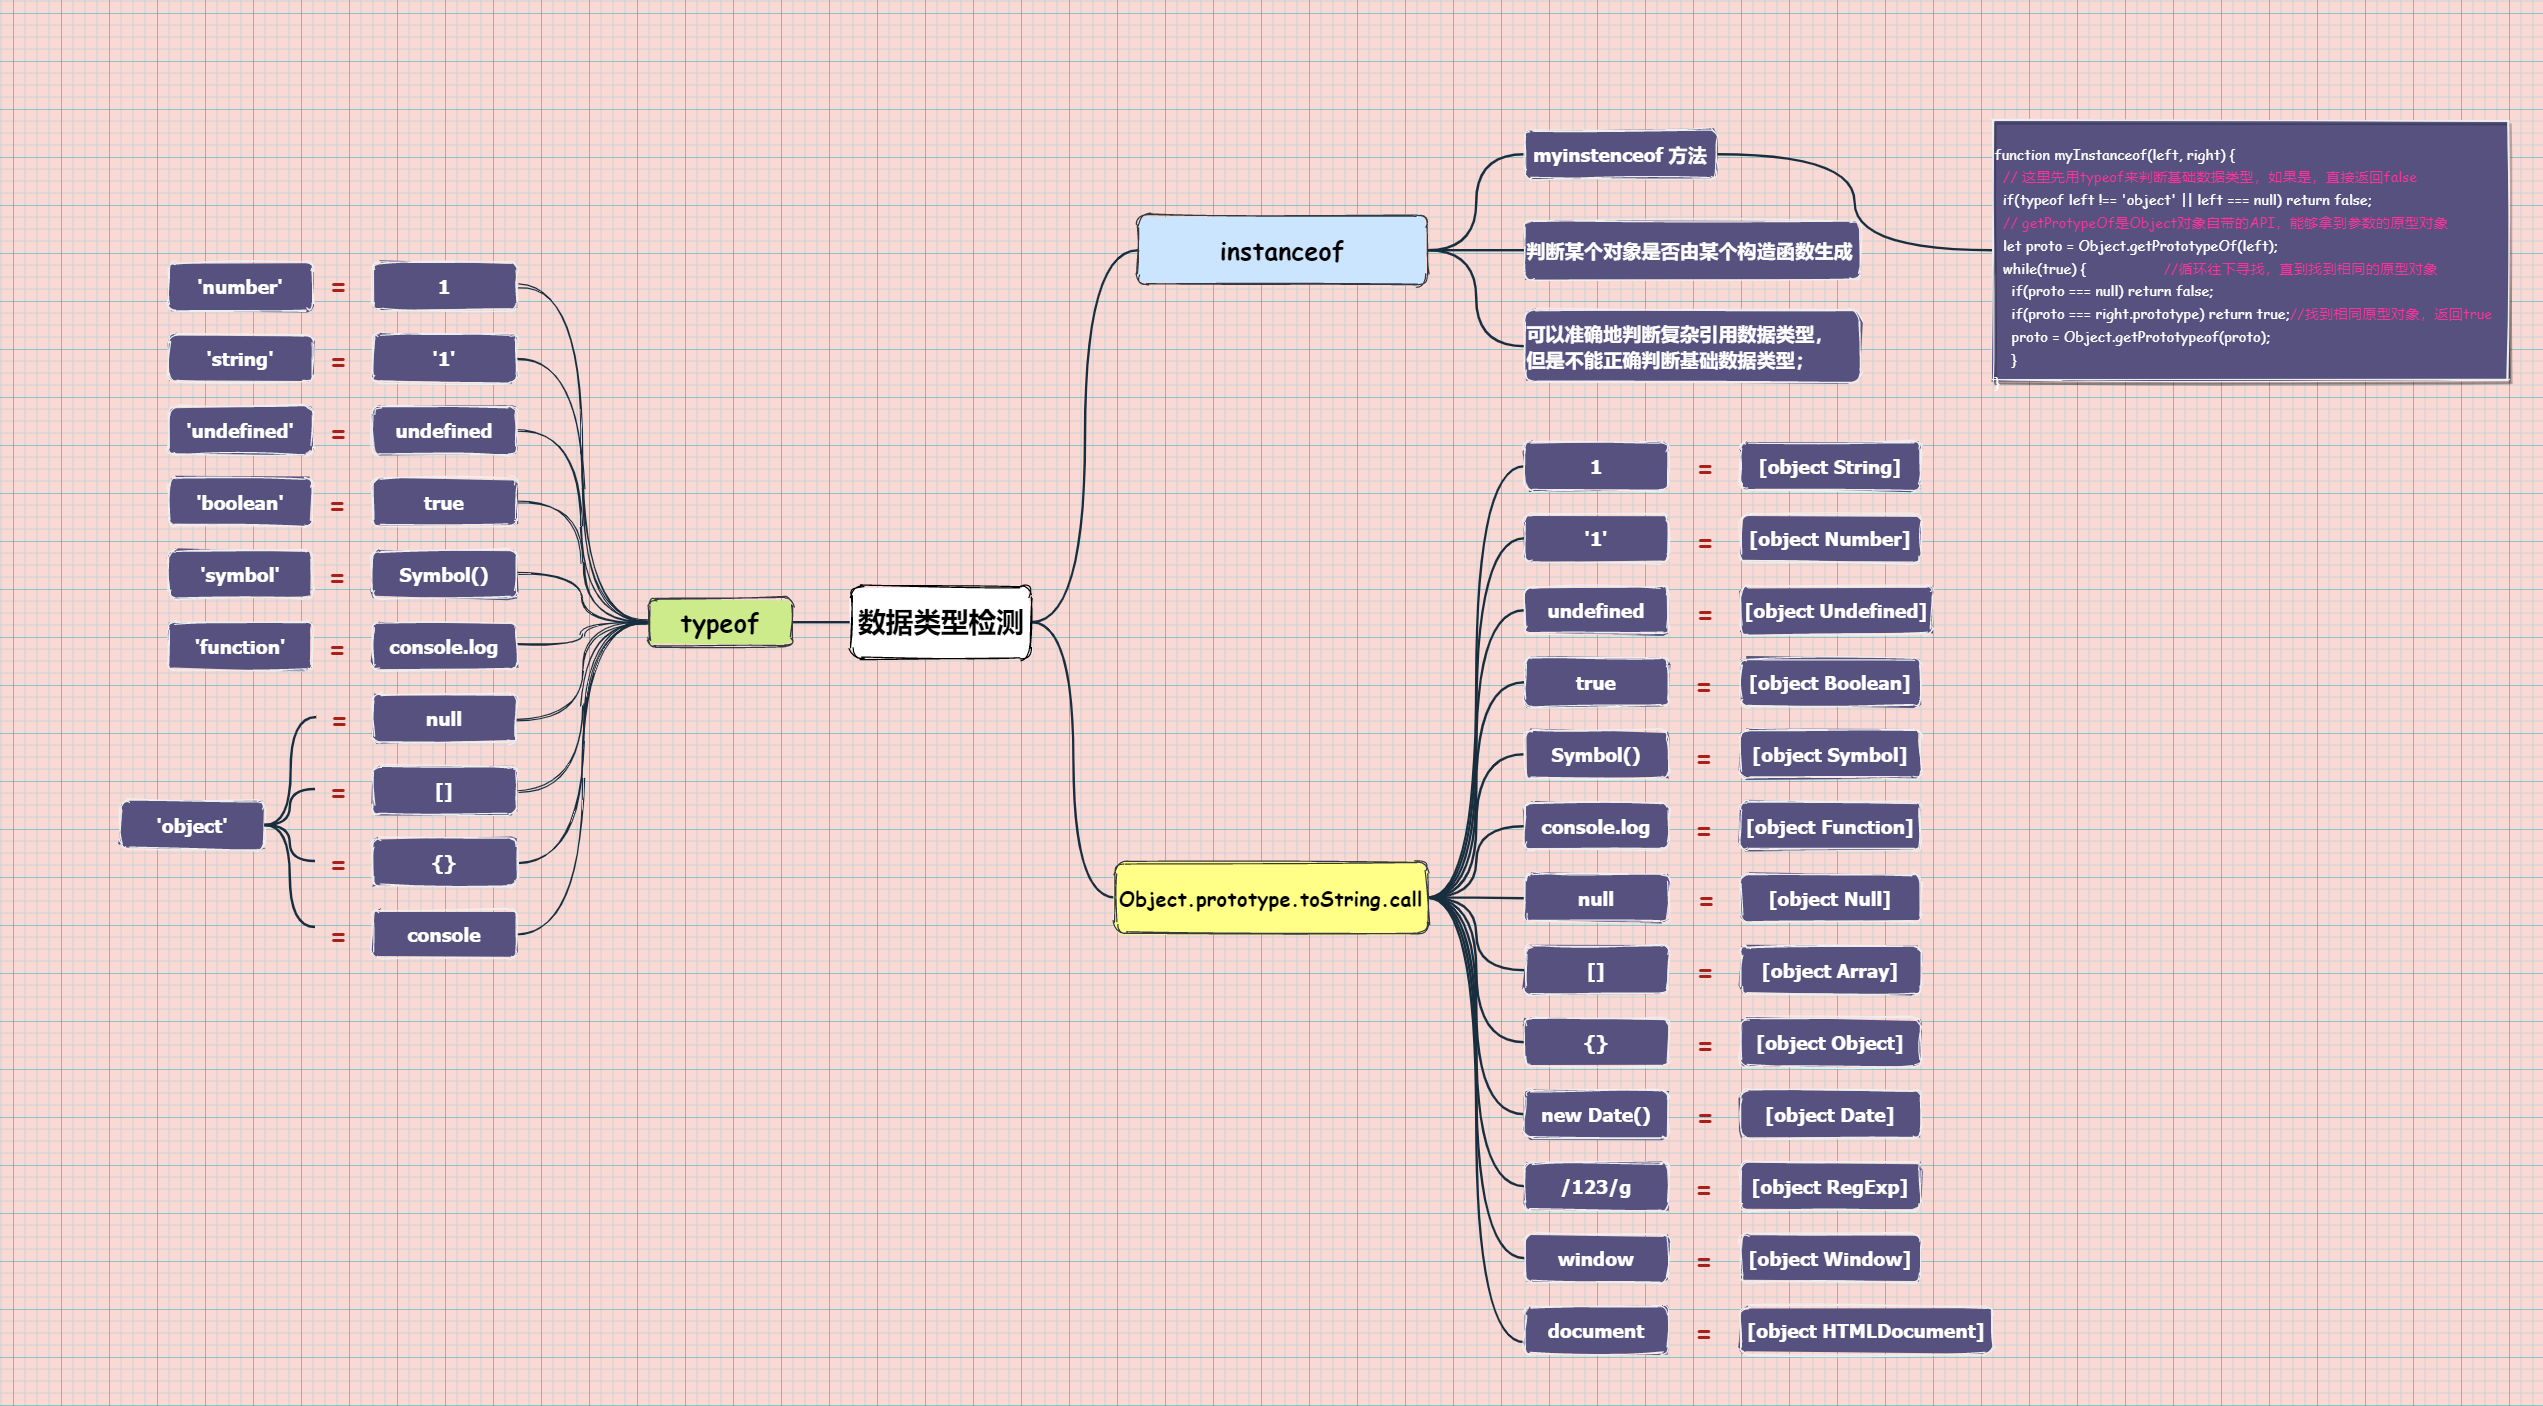 数据类型检测
typeof
'number' = 1
'string' = '1'
'undefined' = undefined
'boolean' = true
'symbol' = Symbol()
'function' = console.log
'object'
= null
= []
= {}
= console
instanceof
myinstenceof 方法
function myInstanceof(left, right) {
// 这里先用typeof来判断基础数据类型，如果是，直接返回false
if(typeof left !== 'object' || left === null) return false;
// getProtypeOf是Object对象自带的API，能够拿到参数的原型对象
let proto = Object.getPrototypeOf(left);
while(true) { //循环往下寻找，直到找到相同的原型对象
if(proto === null) return false;
if(proto === right.prototype) return true;//找到相同原型对象，返回true
proto = Object.getPrototypeof(proto);
}
}
判断某个对象是否由某个构造函数生成
可以准确地判断复杂引用数据类型，
但是不能正确判断基础数据类型；
Object.prototype.toString.call
1 = [object String]
'1' = [object Number]
undefined = [object Undefined]
true = [object Boolean]
Symbol() = [object Symbol]
console.log = [object Function]
null = [object Null]
[] = [object Array]
{} = [object Object]
new Date() = [object Date]
/123/g = [object RegExp]
window = [object Window]
document = [object HTMLDocument]